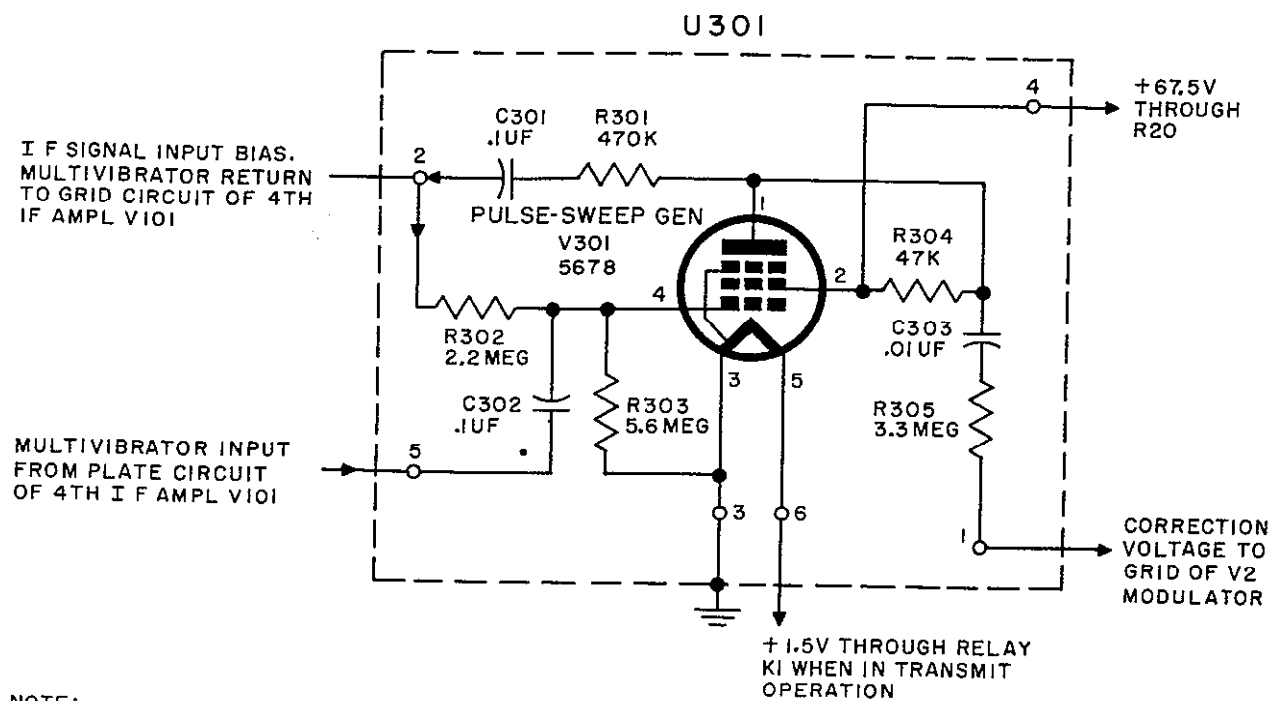 U301
4
+67.5V
THROUGH
R20
C301
.1UF
R301
470K
I F SIGNAL INPUT BIAS.
MULTIVIBRATOR RETURN
TO GRID CIRCUIT OF 4TH
IF AMPL V101
2
1
PULSE-SWEEP GEN
V301
5678
R304
47K
2
4
R302
2.2 MEG
C303
.01UF
3
5
C302
.1UF
R303
5.6 MEG
R305
3.3 MEG
MULTIVIBRATOR INPUT
FROM PLATE CIRCUIT
OF 4TH I F AMPL V101
5
3
6
1
CORRECTION
VOLTAGE TO
GRID OF V2
MODULATOR
+1.5V THROUGH RELAY
K1 WHEN IN TRANSMIT
OPERATION